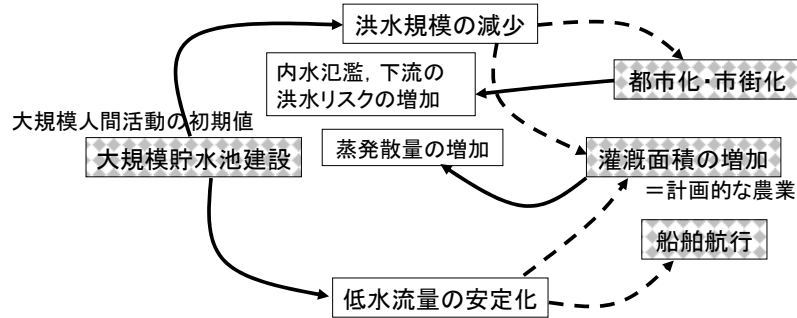 洪水規模の減少
内水氾濫，下流の
洪水リスクの増加
都市化・市街化
大規模人間活動の初期値
大規模貯水池建設
蒸発散量の増加
灌漑面積の増加
＝計画的な農業
船舶航行
低水流量の安定化